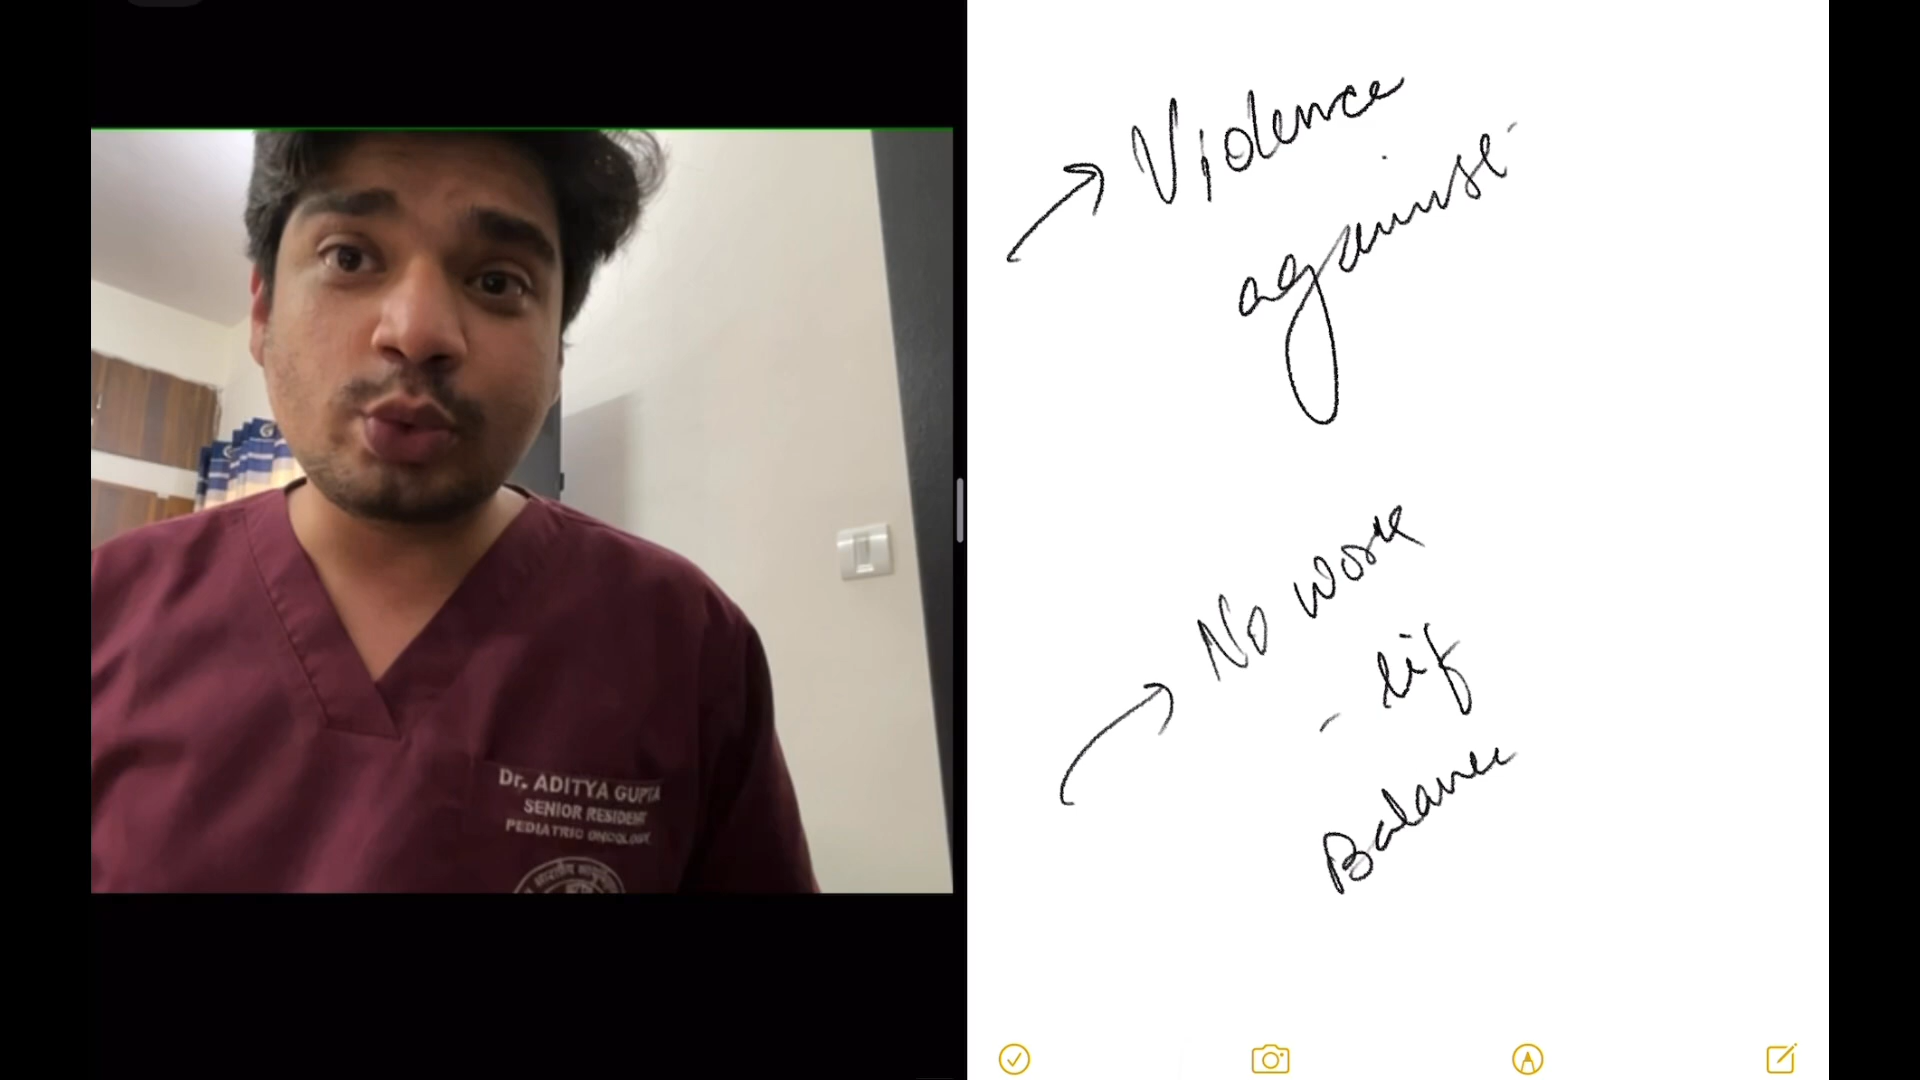 Dr. ADITYA GUPTA
SENIOR RESIDENT
PEDIATRIC ONCOLOGY
Violence
against
No work
- lif
Balance